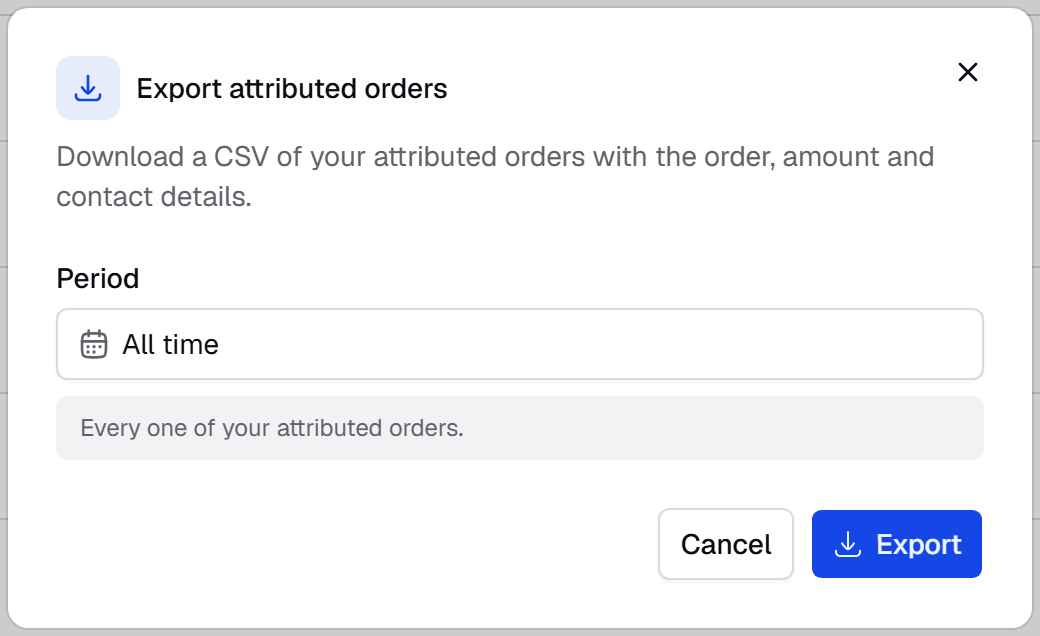 Export attributed orders
Download a CSV of your attributed orders with the order, amount and
contact details.
Period
All time
Every one of your attributed orders.
Cancel
Export